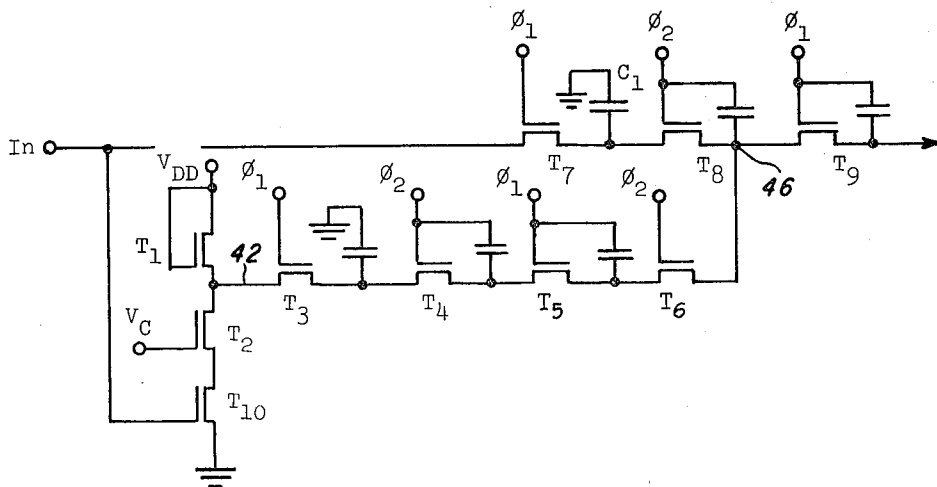 Ø1 Ø2 Ø1
C1
In
T7 T8 T9
VDD
Ø1 Ø2 Ø1 Ø2
46
T1
42
T3 T4 T5 T6
VC
T2
T10